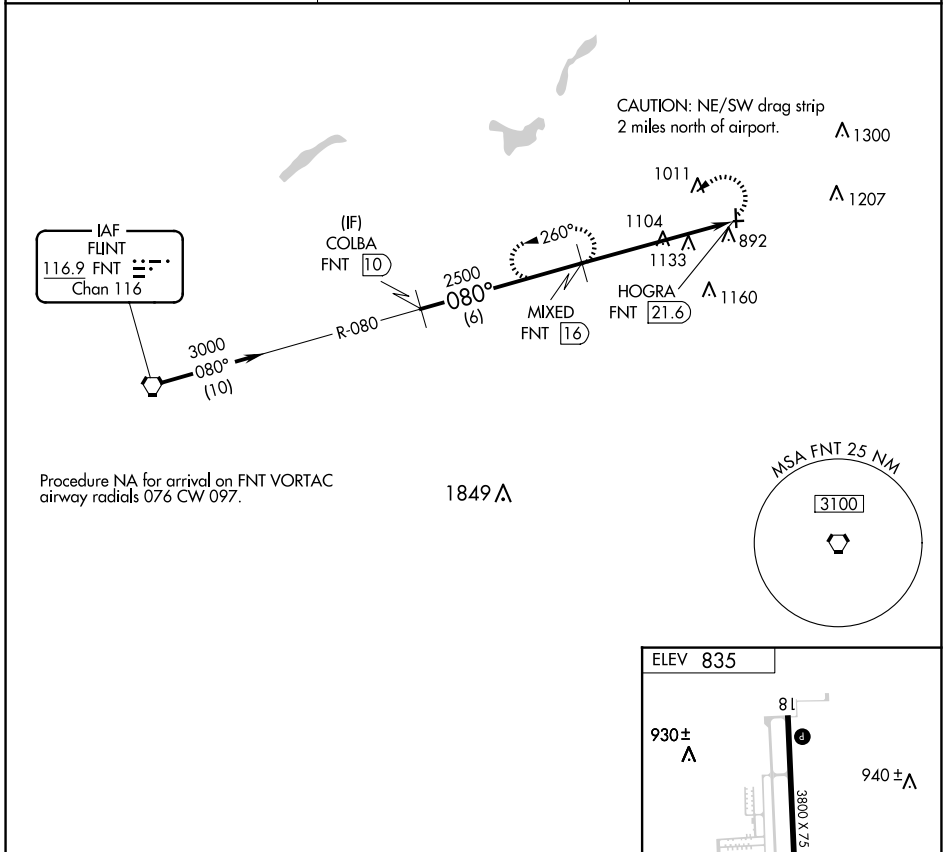 CAUTION: NE/SW drag strip
2 miles north of airport.
1300
1011
1207
IAF
FLINT
116.9 FNT
Chan 116
(IF)
COLBA
FNT 10
260°
1104
892
1133
2500
080°
(6)
HOGRA
FNT 21.6
1160
MIXED
FNT 16
R-080
3000
080°
(10)
Procedure NA for arrival on FNT VORTAC
airway radials 076 CW 097.
1849
MSA FNT 25 NM
3100
ELEV 835
18
P
930±
940±
3800 X 75